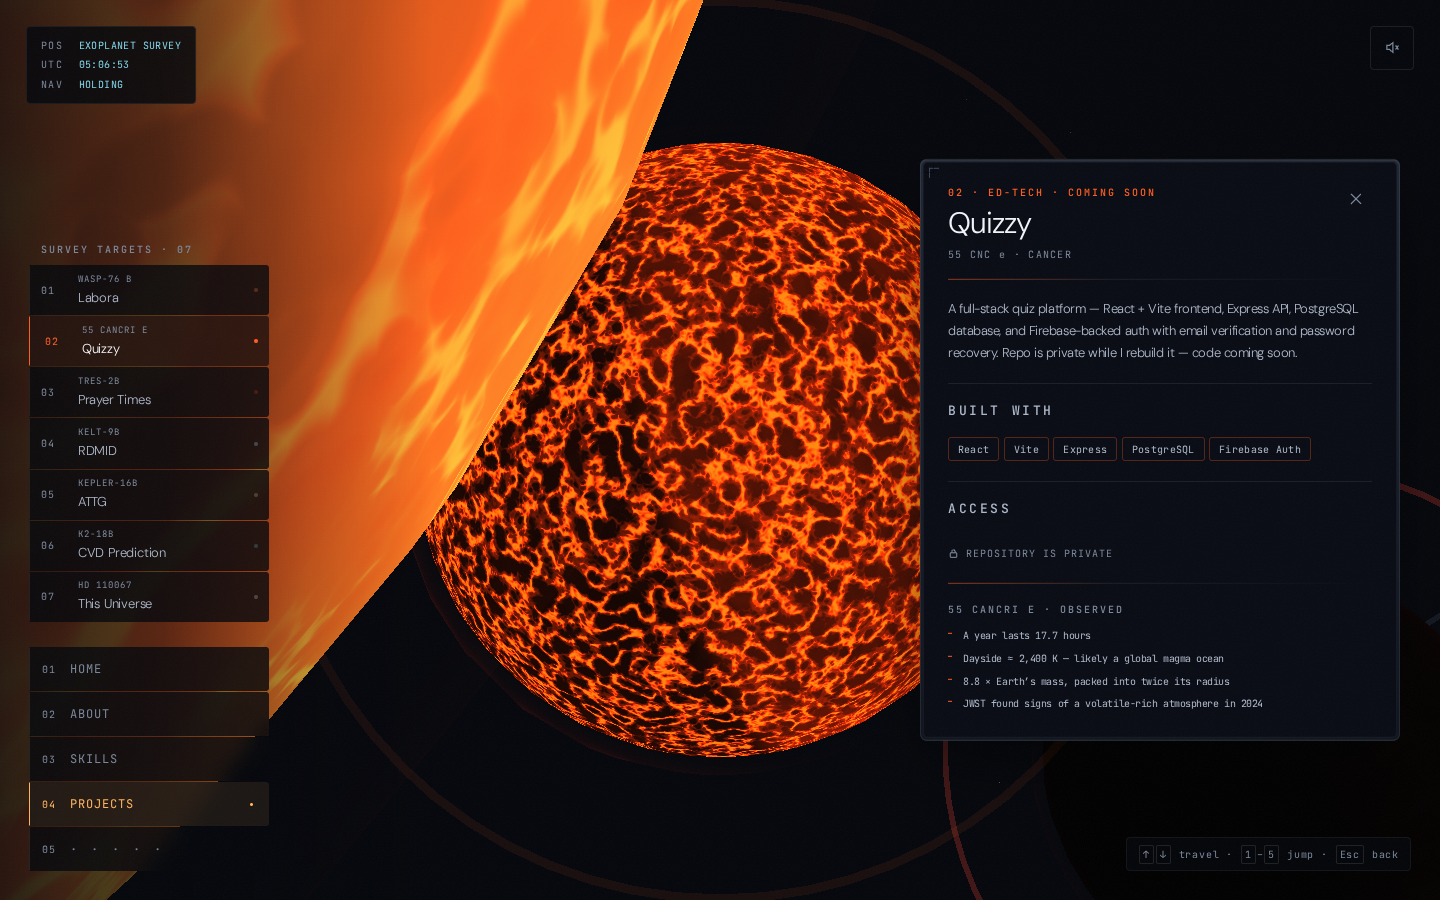 POS EXOPLANET SURVEY
UTC 05:06:53
NAV HOLDING
SURVEY TARGETS · 07
01 WASP-76 B
Labora
02 55 CANCRI E
Quizzy
03 TRES-2B
Prayer Times
04 KELT-9B
RDMID
05 KEPLER-16B
ATTG
06 K2-18B
CVD Prediction
07 HD 110067
This Universe
01 HOME
02 ABOUT
03 SKILLS
04 PROJECTS
05 · · · · ·
02 · ED-TECH · COMING SOON
Quizzy
55 CNC e · CANCER
A full-stack quiz platform — React + Vite frontend, Express API, PostgreSQL
database, and Firebase-backed auth with email verification and password
recovery. Repo is private while I rebuild it — code coming soon.
BUILT WITH
React Vite Express PostgreSQL Firebase Auth
ACCESS
REPOSITORY IS PRIVATE
55 CANCRI E · OBSERVED
– A year lasts 17.7 hours
– Dayside ≈ 2,400 K — likely a global magma ocean
– 8.8 × Earth’s mass, packed into twice its radius
– JWST found signs of a volatile-rich atmosphere in 2024
↑ ↓ travel · 1–5 jump · Esc back